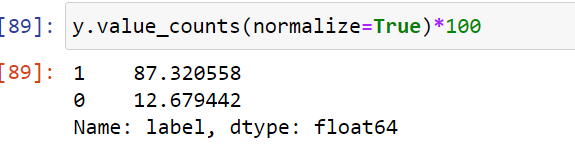 [89]: y.value_counts(normalize=True)*100
[89]: 1 87.320558
0 12.679442
Name: label, dtype: float64